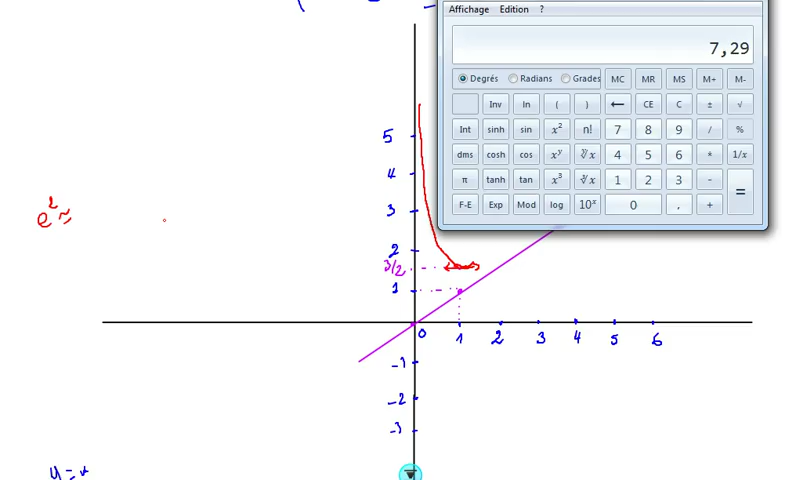 Affichage Edition ?
7,29
Degrés Radians Grades MC MR MS M+ M-
Inv ln ( ) ← CE C ± √
Int sinh sin x² n! 7 8 9 / %
dms cosh cos xʸ ʸ√x 4 5 6 * 1/x
π tanh tan x³ ³√x 1 2 3 - =
F-E Exp Mod log 10ˣ 0 , +
5
4
3
e² ≈
2
3/2
1
0 1 2 3 4 5 6
-1
-2
-3